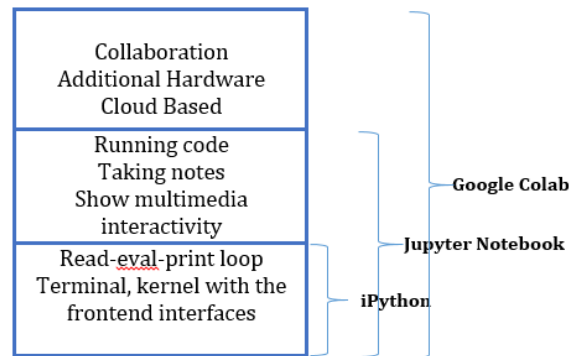 Collaboration
Additional Hardware
Cloud Based
Running code
Taking notes
Show multimedia
interactivity
Read-eval-print loop
Terminal, kernel with the
frontend interfaces
Google Colab
Jupyter Notebook
iPython